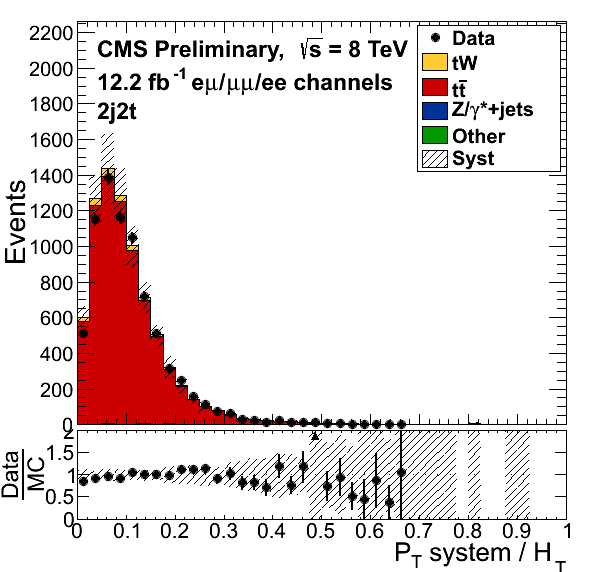 2200
2000
1800
1600
1400
1200
1000
800
600
400
200
0
Events
CMS Preliminary, √s = 8 TeV
12.2 fb⁻¹ eμ/μμ/ee channels
2j2t
Data
tW
tt̄
Z/γ*+jets
Other
Syst
2
1.5
1
0.5
0
Data
MC
0 0.1 0.2 0.3 0.4 0.5 0.6 0.7 0.8 0.9 1
P_T system / H_T